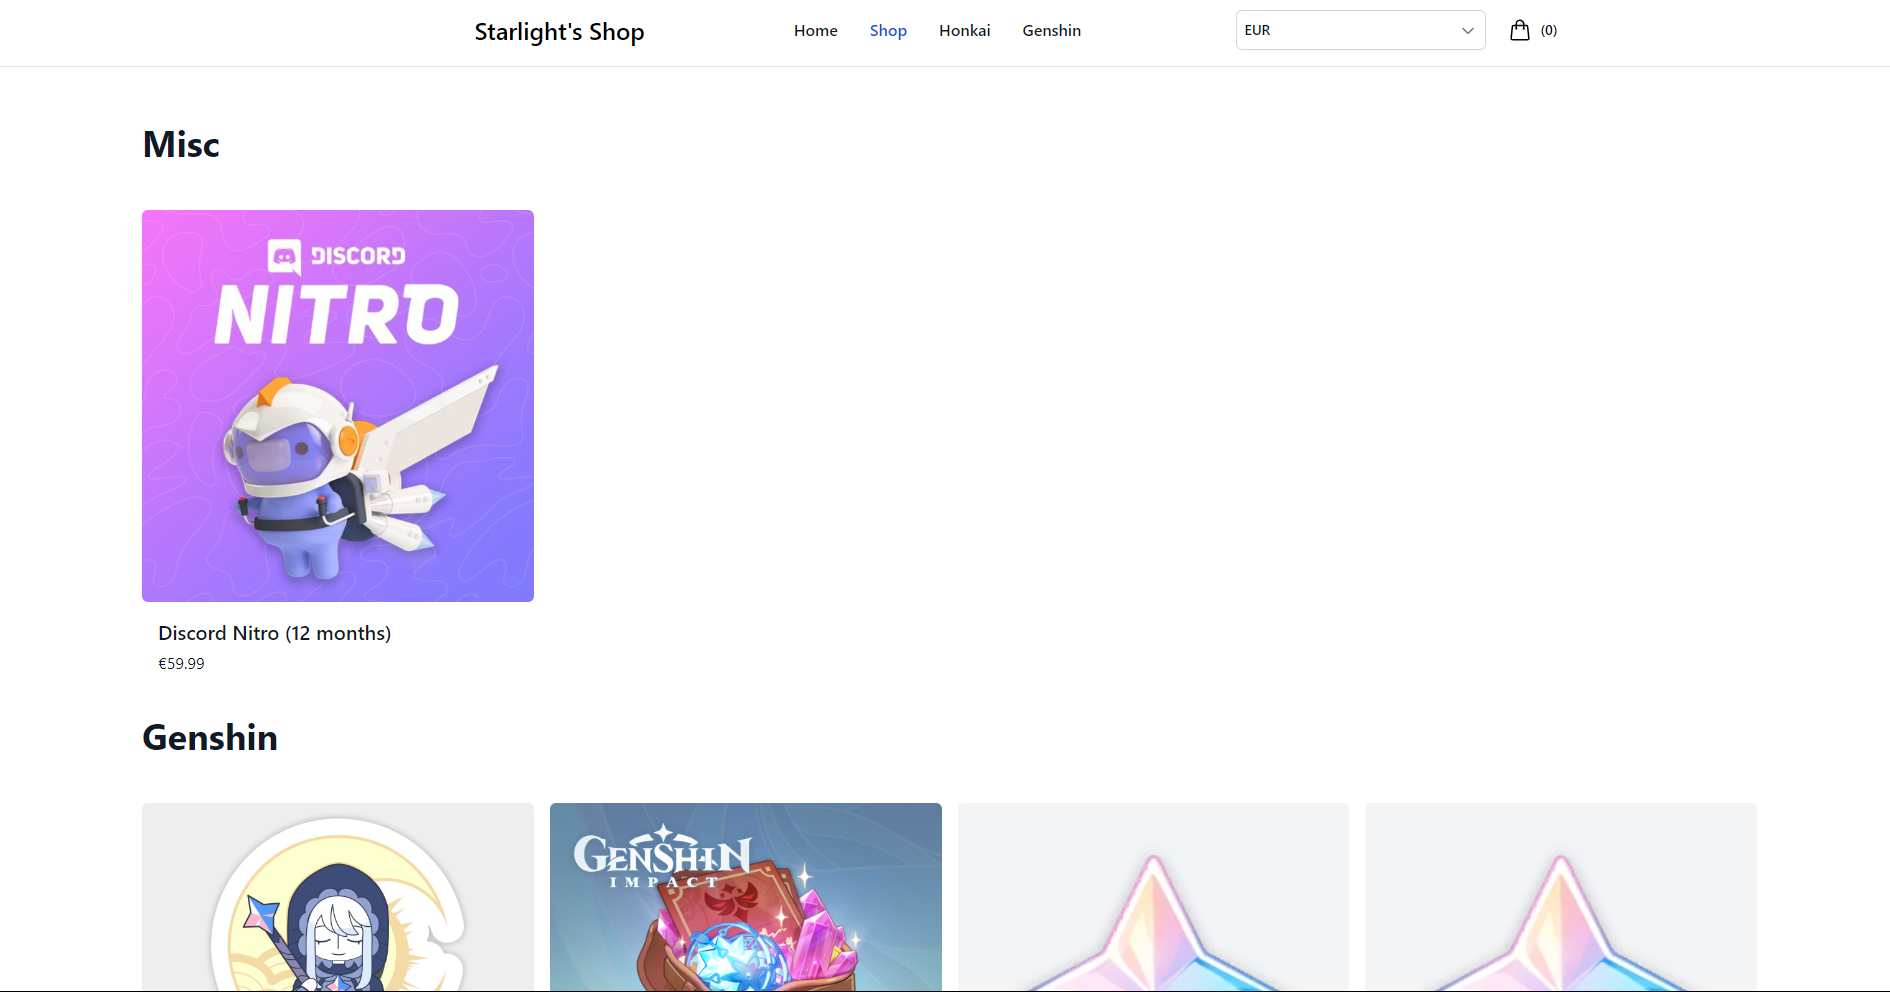 Starlight's Shop
Home
Shop
Honkai
Genshin
EUR
(0)
Misc
DISCORD
NITRO
Discord Nitro (12 months)
€59.99
Genshin
GENSHIN
IMPACT